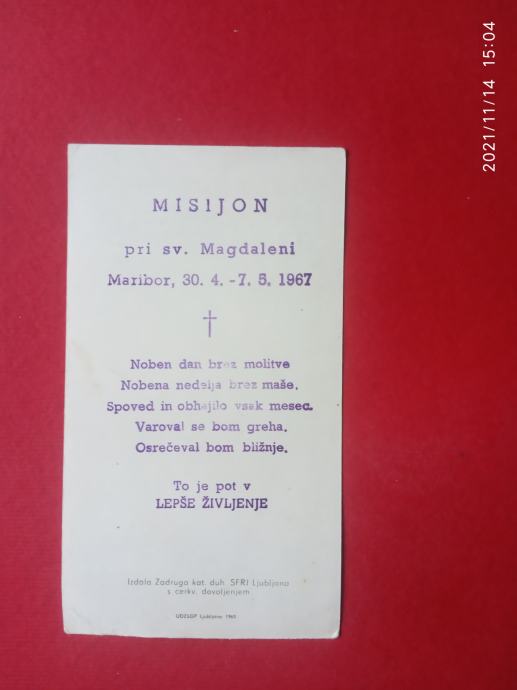 MISIJON
pri sv. Magdaleni
Maribor, 30. 4. - 7. 5. 1967
Noben dan brez molitve
Nobena nedelja brez maše.
Spoved in obhajilo vsak mesec.
Varoval se bom greha.
Osrečeval bom bližnje.
To je pot v
LEPŠE ŽIVLJENJE
Izdala Zadruga kat. duh. SFRJ Ljubljana
s cerkv. dovoljenjem
Ljubljana
2021/11/14 15:04